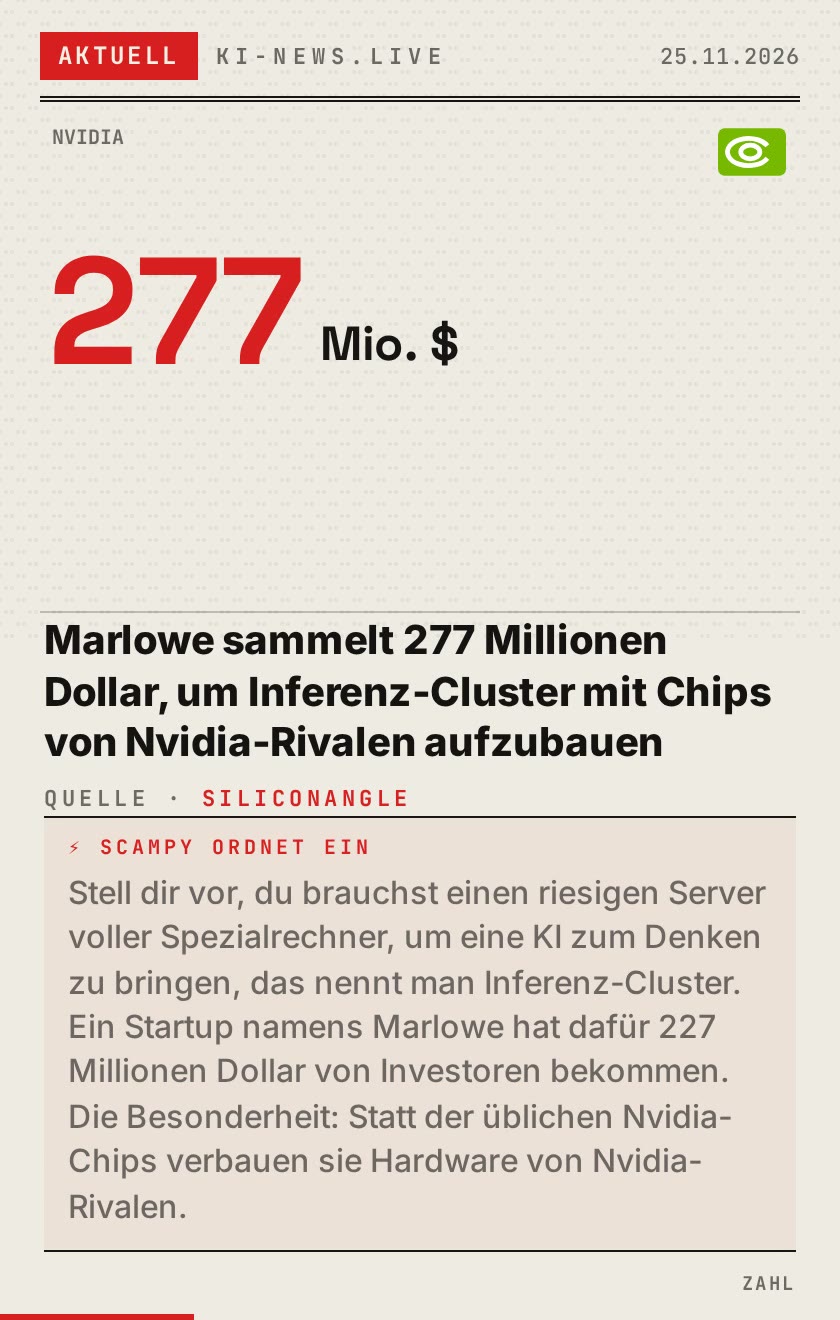 AKTUELL KI-NEWS.LIVE 25.11.2026
NVIDIA
277 Mio. $
Marlowe sammelt 277 Millionen
Dollar, um Inferenz-Cluster mit Chips
von Nvidia-Rivalen aufzubauen
QUELLE · SILICONANGLE
⚡ SCAMPY ORDNET EIN
Stell dir vor, du brauchst einen riesigen Server
voller Spezialrechner, um eine KI zum Denken
zu bringen, das nennt man Inferenz-Cluster.
Ein Startup namens Marlowe hat dafür 227
Millionen Dollar von Investoren bekommen.
Die Besonderheit: Statt der üblichen Nvidia-
Chips verbauen sie Hardware von Nvidia-
Rivalen.
ZAHL